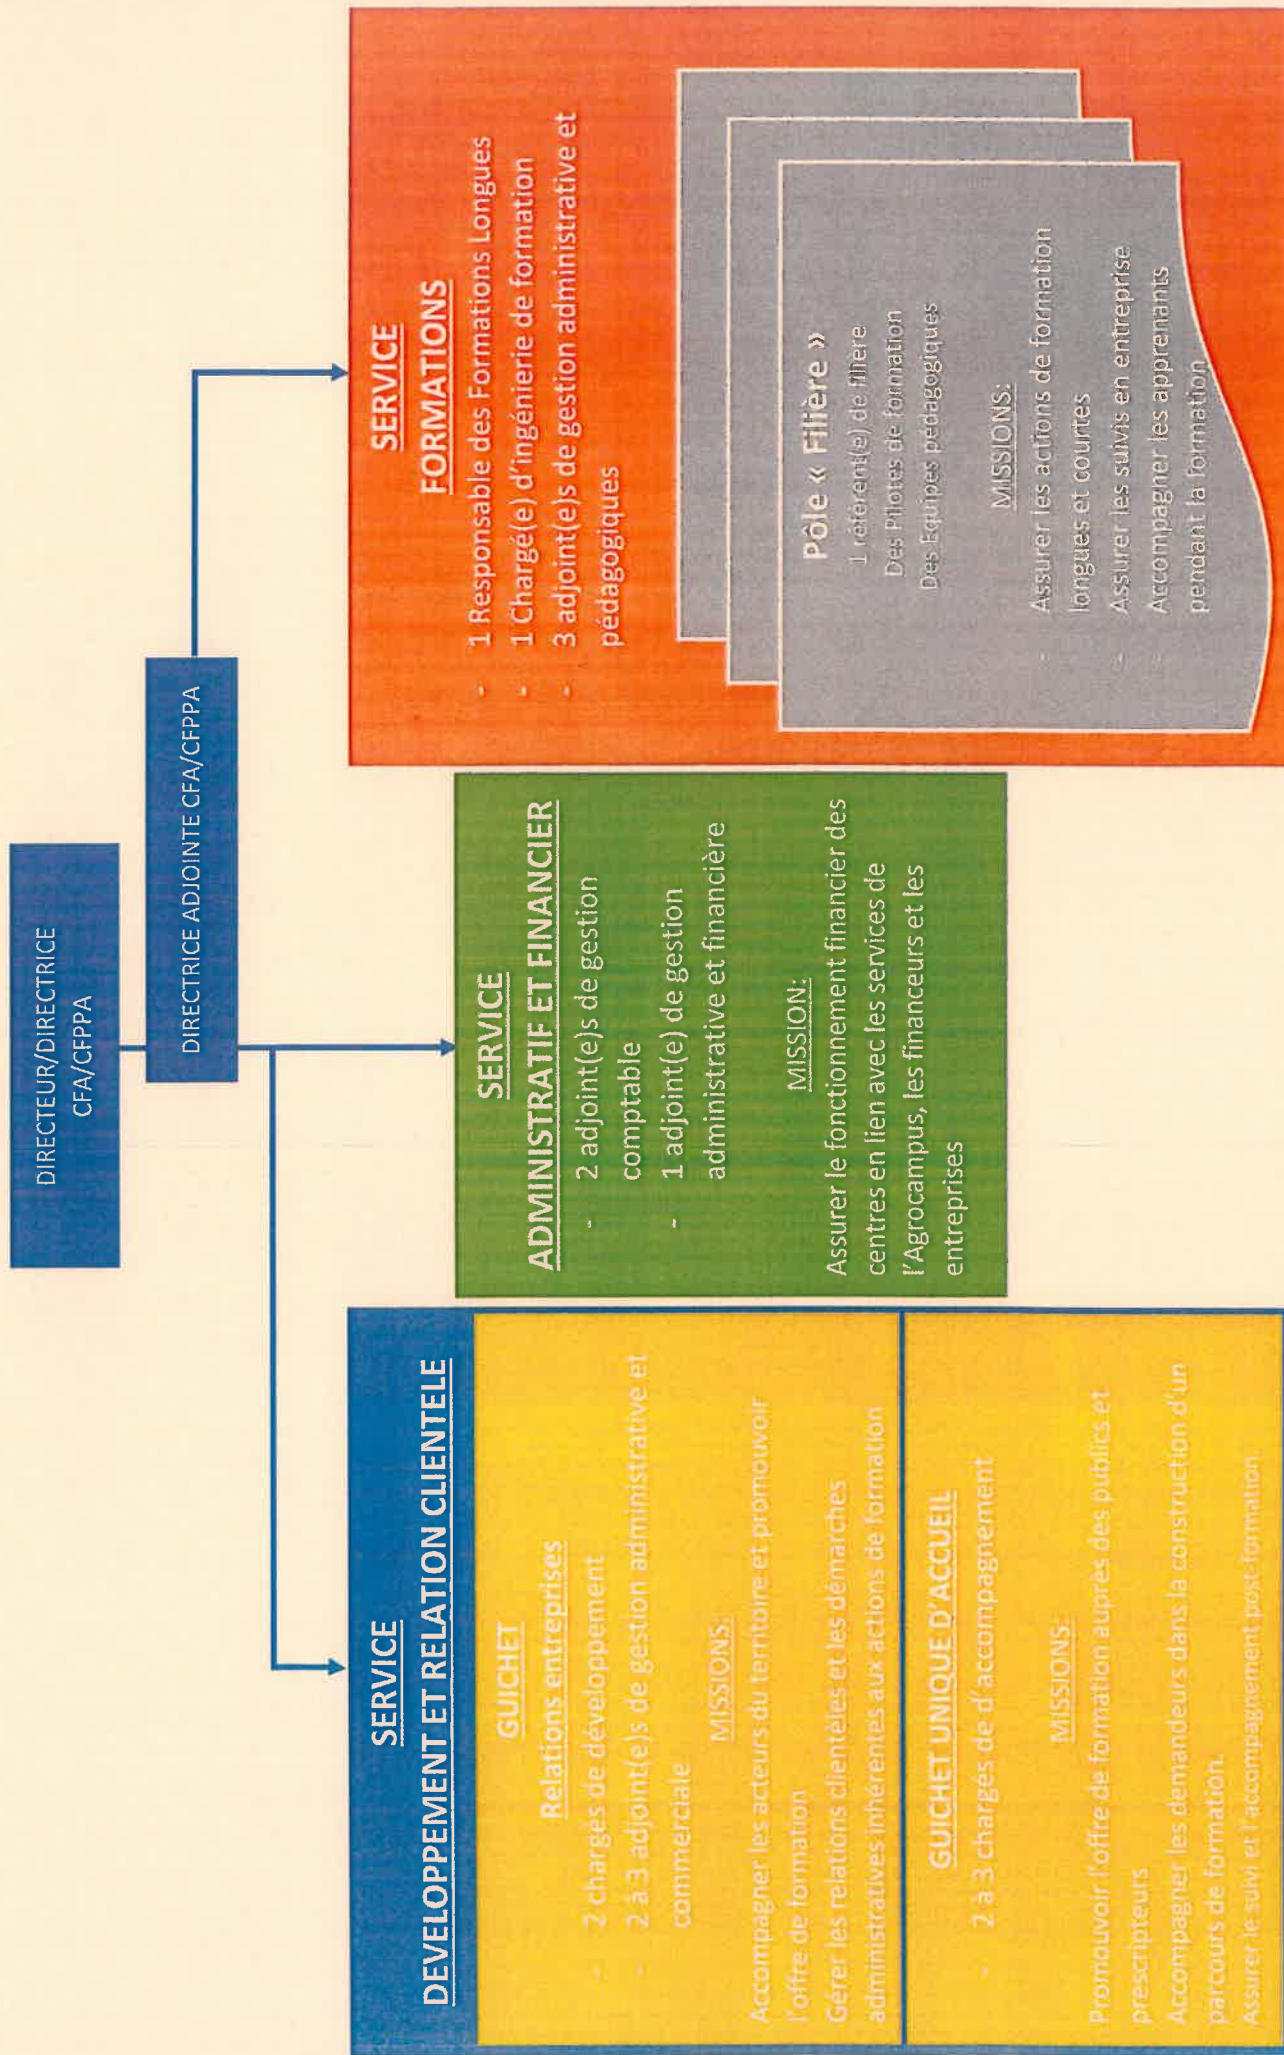 DIRECTEUR/DIRECTRICE
CFA/CFPPA
DIRECTRICE ADJOINTE CFA/CFPPA
SERVICE
DEVELOPPEMENT ET RELATION CLIENTELE
GUICHET
Relations entreprises
- 2 chargés de développement
- 2 à 3 adjoint(e)s de gestion administrative et
commerciale
MISSIONS:
Accompagner les acteurs du territoire et promouvoir
l'offre de formation
Gérer les relations clientèles et les démarches
administratives inhérentes aux actions de formation
GUICHET UNIQUE D'ACCUEIL
- 2 à 3 chargés de d'accompagnement
MISSIONS:
Promouvoir l'offre de formation auprès des publics et
prescripteurs
Accompagner les demandeurs dans la construction d'un
parcours de formation.
Assurer le suivi et l'accompagnement post-formation
SERVICE
ADMINISTRATIF ET FINANCIER
- 2 adjoint(e)s de gestion
comptable
- 1 adjoint(e) de gestion
administrative et financière
MISSION:
Assurer le fonctionnement financier des
centres en lien avec les services de
l'Agrocampus, les financeurs et les
entreprises
SERVICE
FORMATIONS
- 1 Responsable des Formations Longues
- 1 Chargé(e) d'ingénierie de formation
- 3 adjoint(e)s de gestion administrative et
pédagogiques
Pôle « Filière »
1 référent(e) de filière
Des Pilotes de formation
Des Equipes pédagogiques
MISSIONS:
- Assurer les actions de formation
longues et courtes
- Assurer les suivis en entreprise
- Accompagner les apprenants
pendant la formation